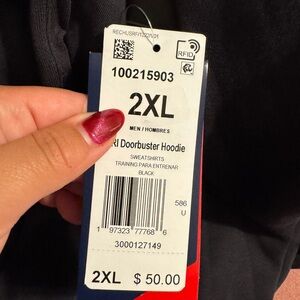 RFID
100215903
2XL
MEN / HOMBRES
RI Doorbuster Hoodie
SWEATSHIRTS
TRAINING PARA ENTRENAR
BLACK
586
U
1 97323 77768 6
3000127149
2XL $ 50.00